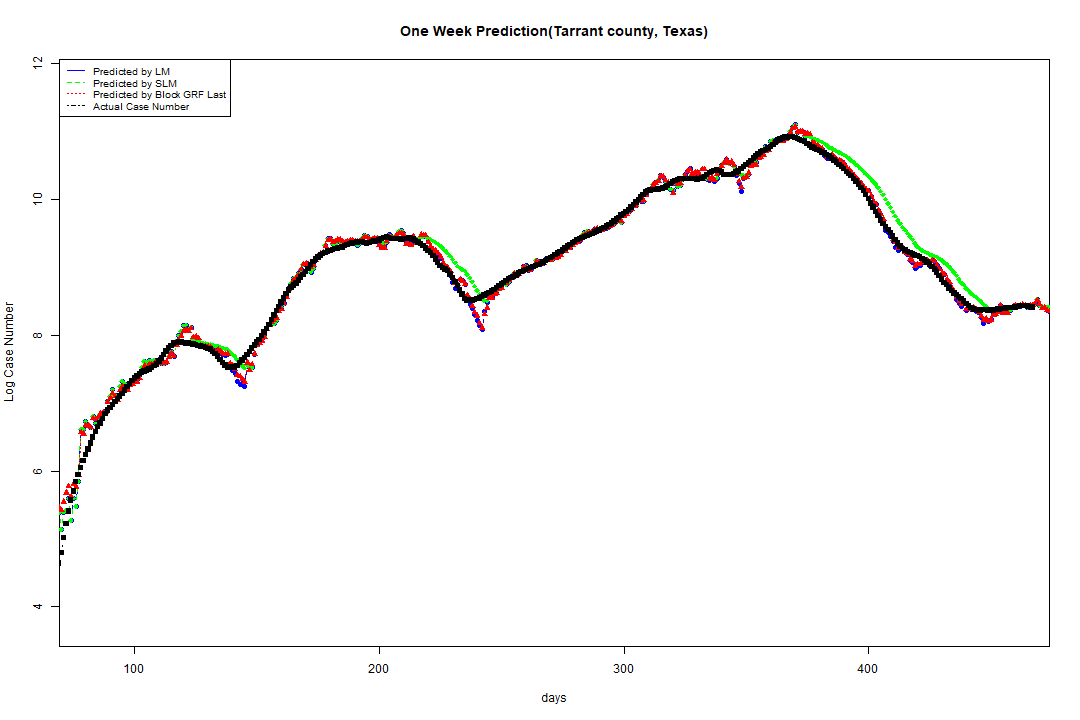 One Week Prediction(Tarrant county, Texas)
Predicted by LM
Predicted by SLM
Predicted by Block GRF Last
Actual Case Number
12
10
8
6
4
Log Case Number
100 200 300 400
days